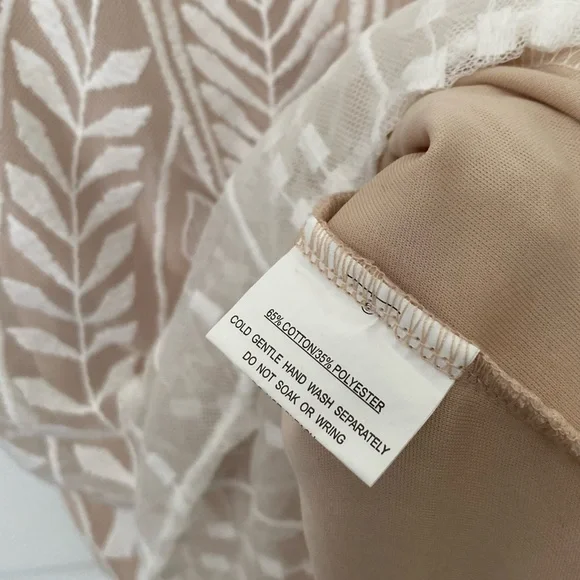 65% COTTON/35% POLYESTER
COLD GENTLE HAND WASH SEPARATELY
DO NOT SOAK OR WRING